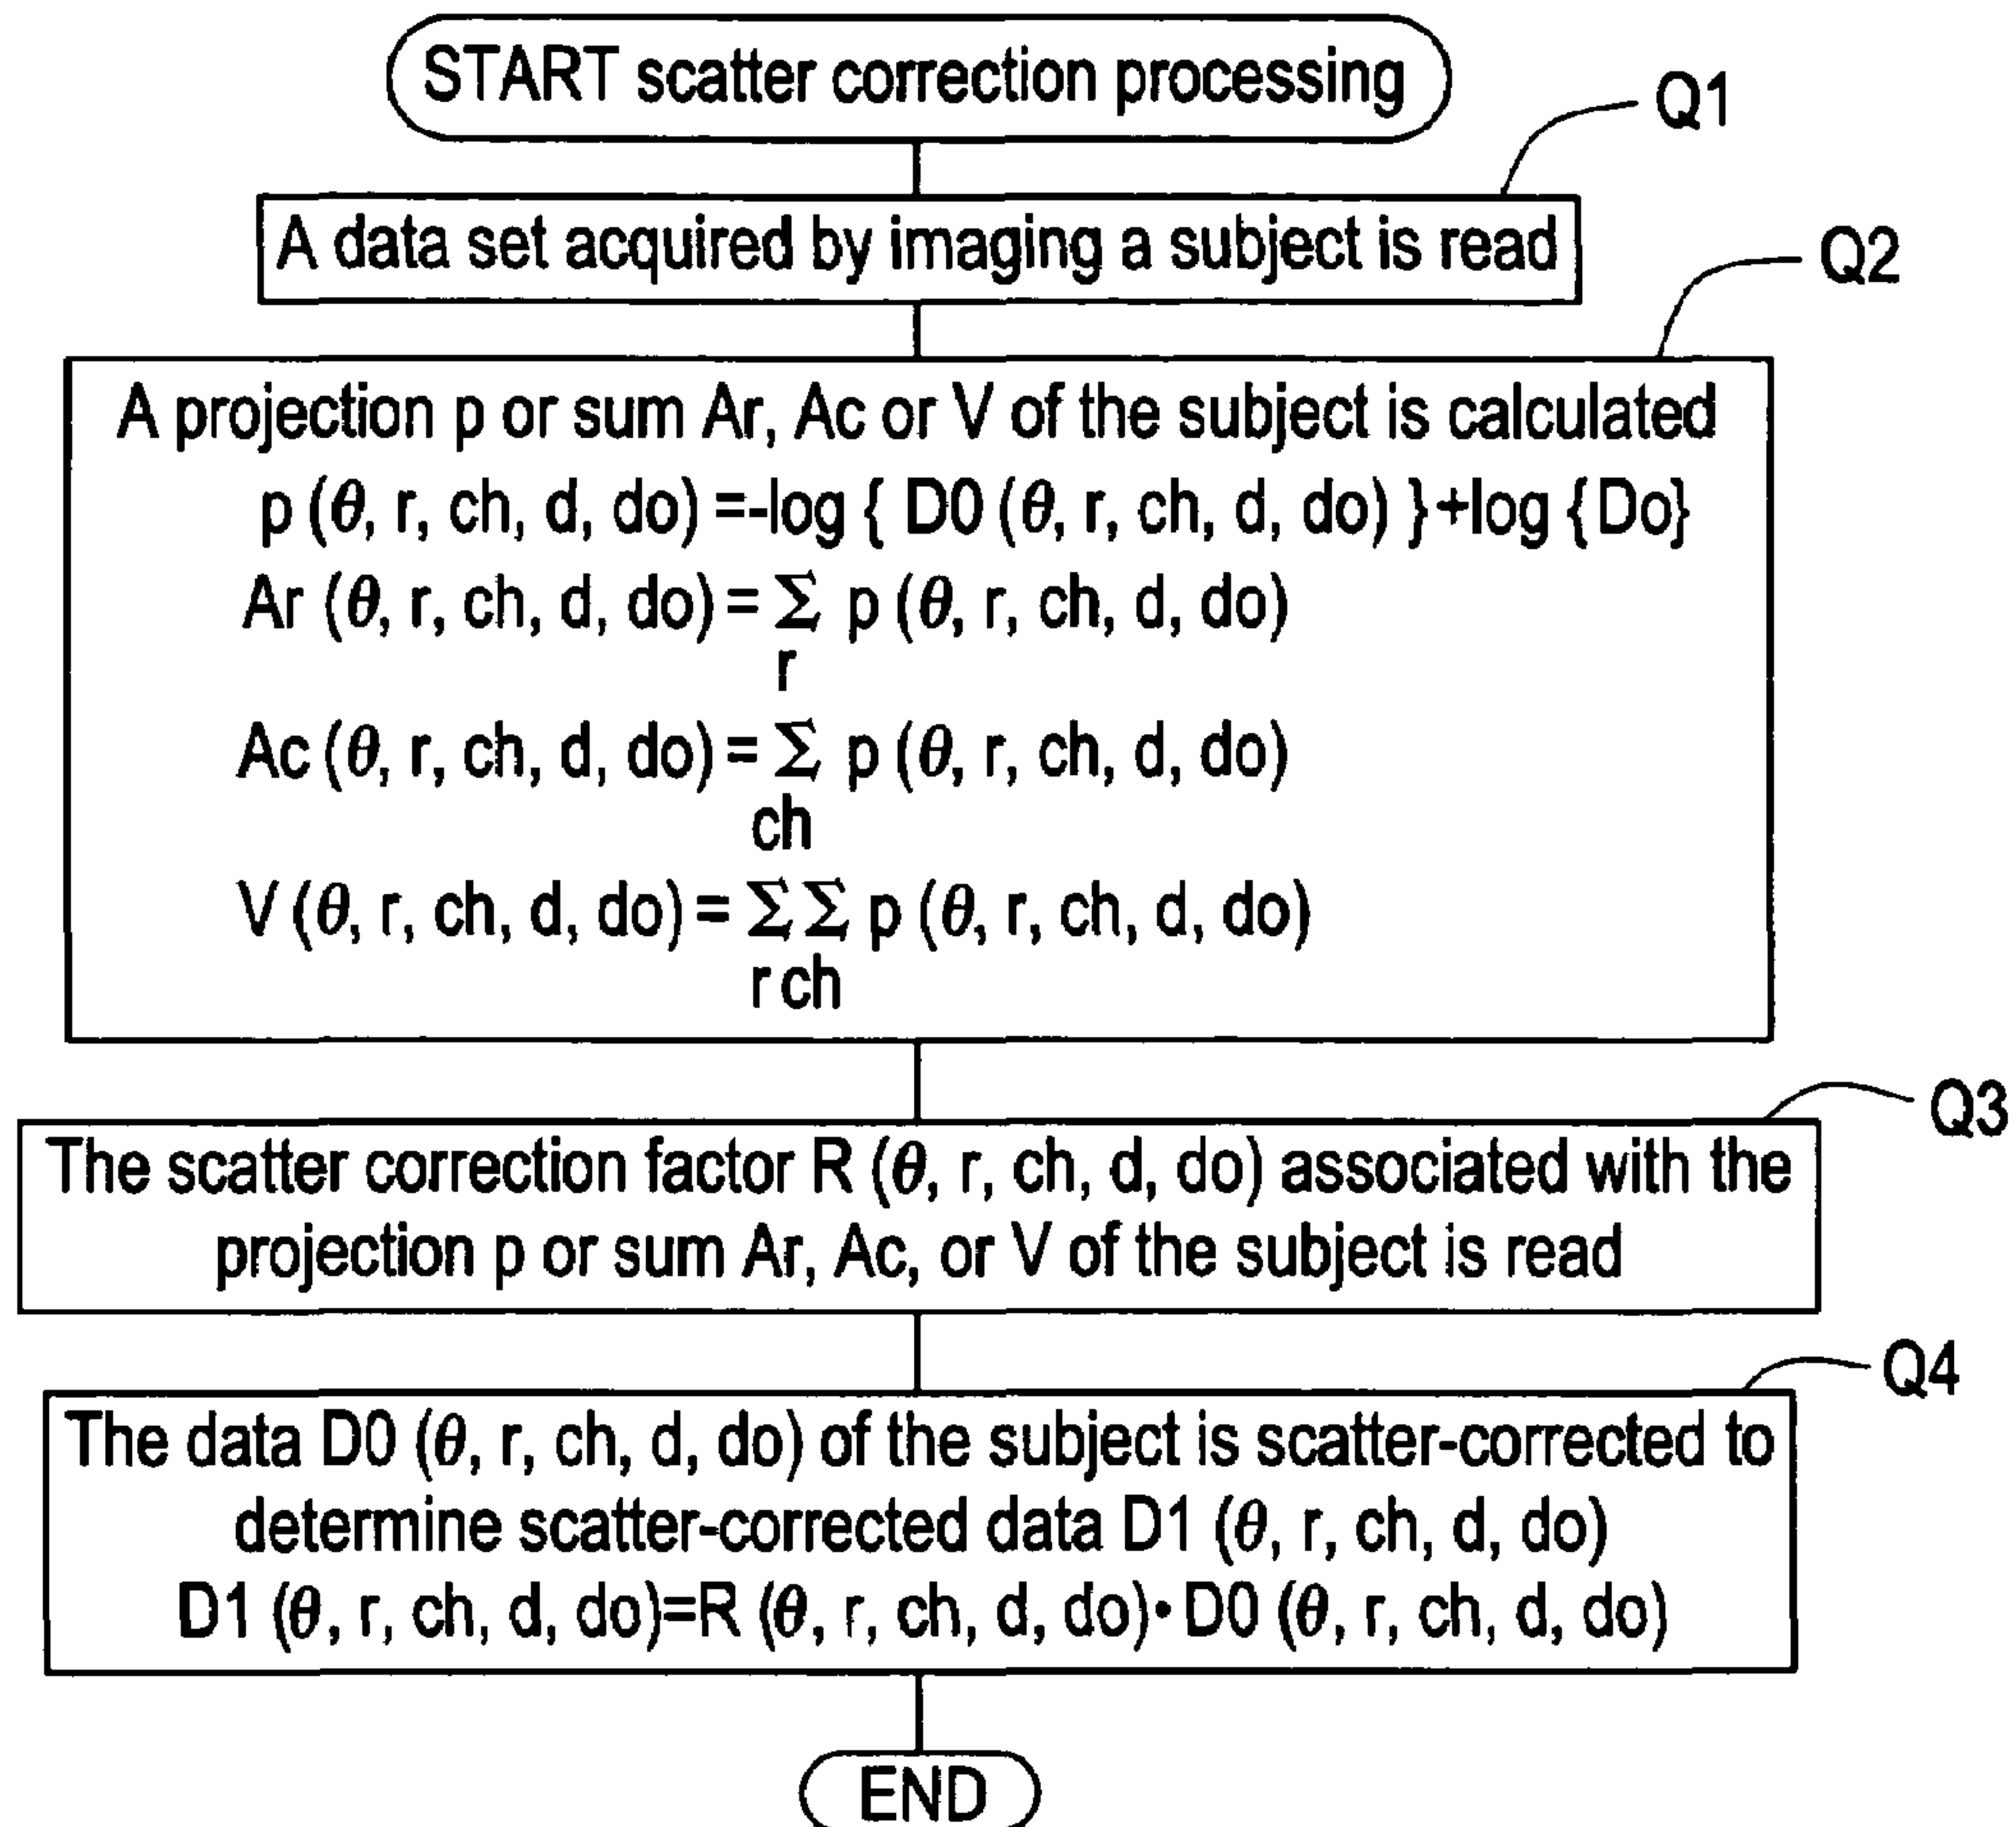 START scatter correction processing
Q1
A data set acquired by imaging a subject is read
Q2
A projection p or sum Ar, Ac or V of the subject is calculated
p (θ, r, ch, d, do) =-log { D0 (θ, r, ch, d, do) }+log {Do}
Ar (θ, r, ch, d, do) = Σ p (θ, r, ch, d, do)
r
Ac (θ, r, ch, d, do) = Σ p (θ, r, ch, d, do)
ch
V (θ, r, ch, d, do) = Σ Σ p (θ, r, ch, d, do)
r ch
Q3
The scatter correction factor R (θ, r, ch, d, do) associated with the
projection p or sum Ar, Ac, or V of the subject is read
Q4
The data D0 (θ, r, ch, d, do) of the subject is scatter-corrected to
determine scatter-corrected data D1 (θ, r, ch, d, do)
D1 (θ, r, ch, d, do)=R (θ, r, ch, d, do)• D0 (θ, r, ch, d, do)
END